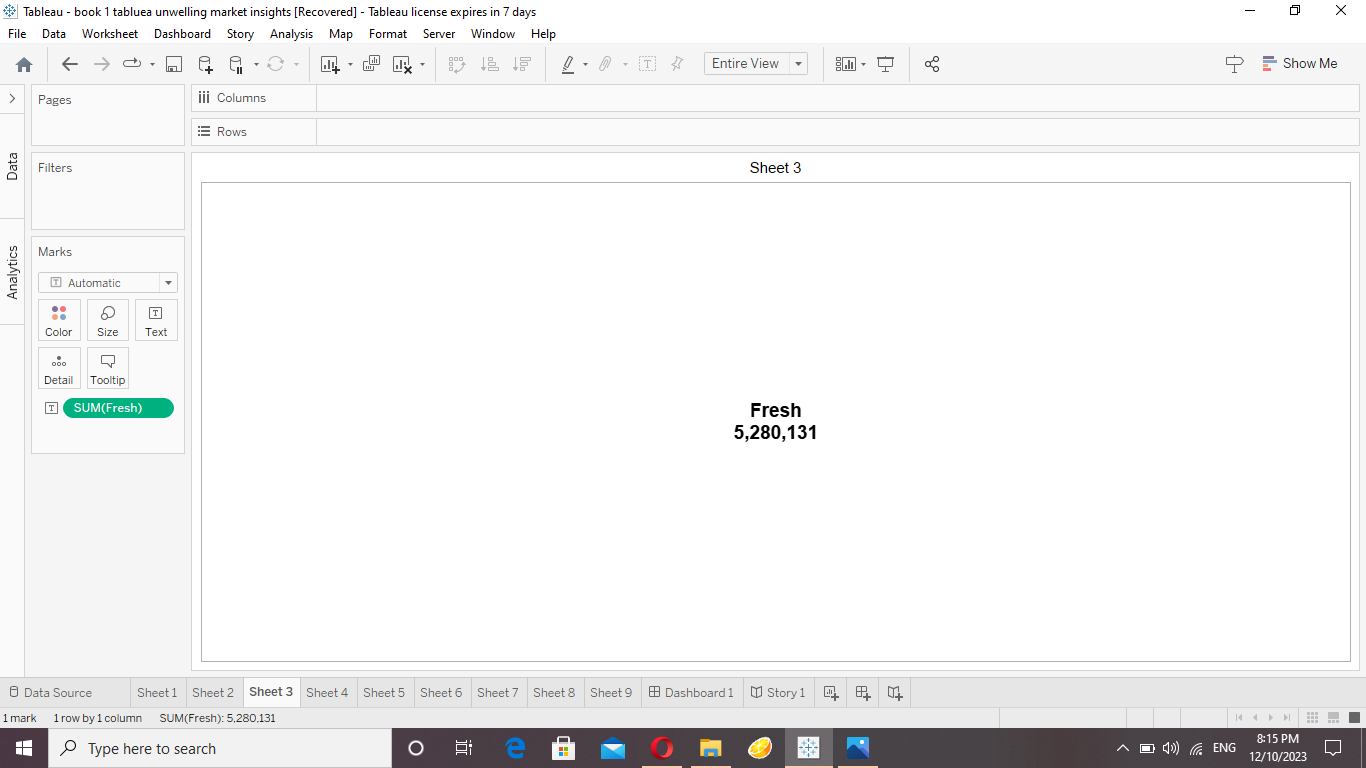 Tableau - book 1 tabluea unwelling market insights [Recovered] - Tableau license expires in 7 days
File Data Worksheet Dashboard Story Analysis Map Format Server Window Help
Entire View
Show Me
Pages
Columns
Rows
Data
Analytics
Filters
Marks
Automatic
Color Size Text
Detail Tooltip
SUM(Fresh)
Sheet 3
Fresh
5,280,131
Data Source Sheet 1 Sheet 2 Sheet 3 Sheet 4 Sheet 5 Sheet 6 Sheet 7 Sheet 8 Sheet 9 Dashboard 1 Story 1
1 mark 1 row by 1 column SUM(Fresh): 5,280,131
Type here to search
ENG
8:15 PM
12/10/2023